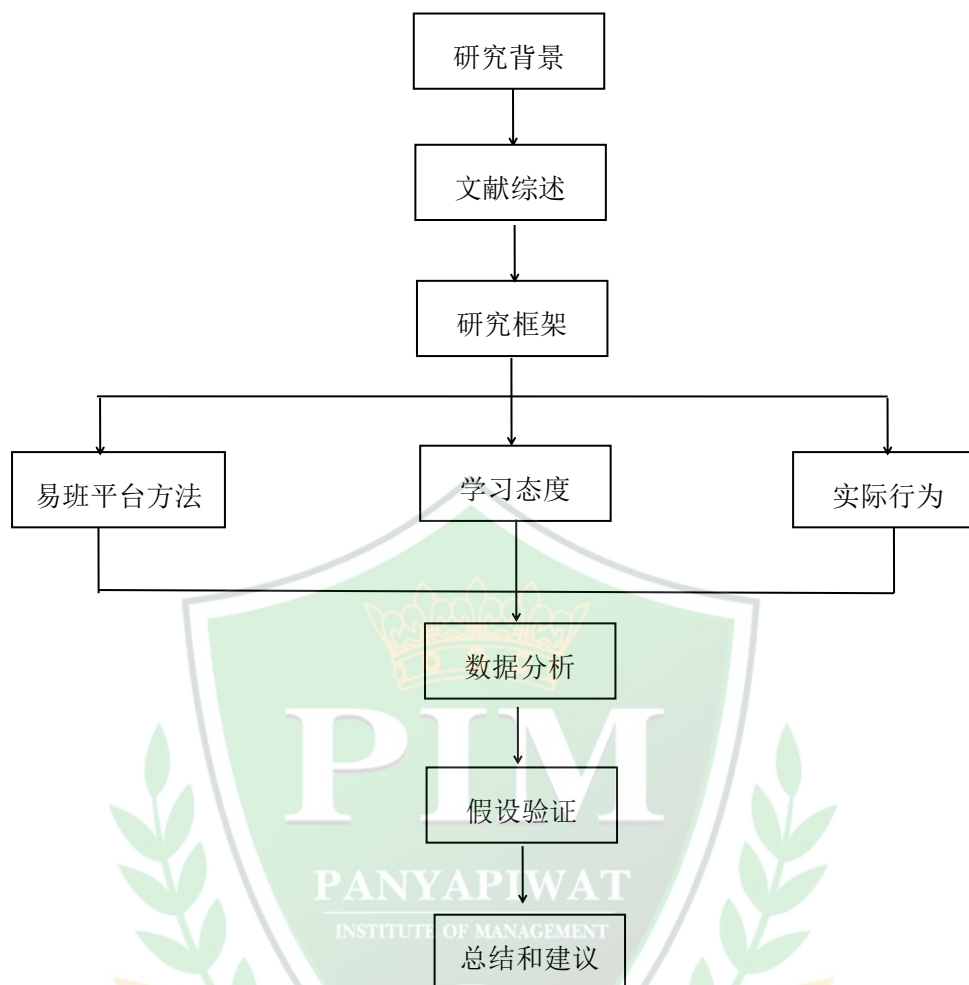 研究背景
文献综述
研究框架
易班平台方法
学习态度
实际行为
数据分析
假设验证
PIM
PANYAPIWAT
INSTITUTE OF MANAGEMENT
总结和建议